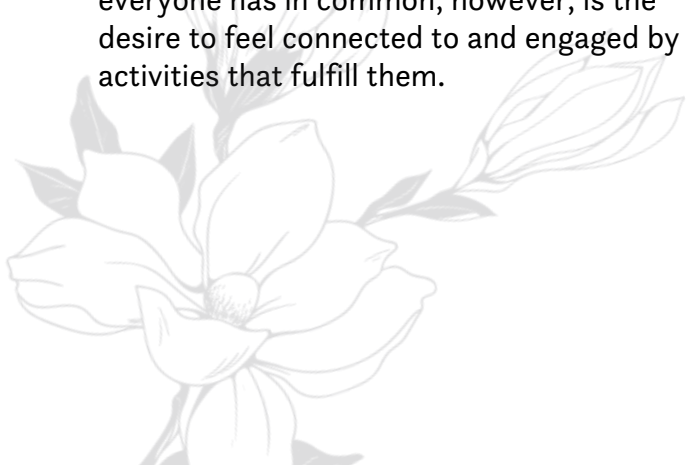 everyone has in common, however, is the
desire to feel connected to and engaged by
activities that fulfill them.